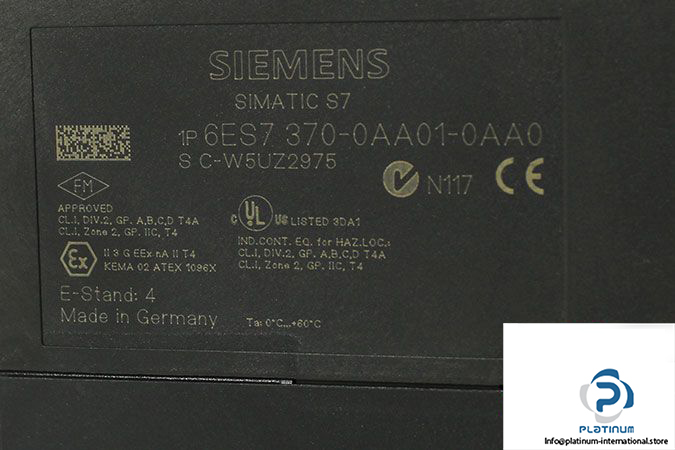 SIEMENS
SIMATIC S7
1P 6ES7 370-0AA01-0AA0
S C-W5UZ2975
N117 CE
FM
APPROVED
CL.I, DIV.2, GP. A,B,C,D T4A
CL.I, Zone 2, GP. IIC, T4
c UL US LISTED 3DA1
IND.CONT. EQ. for HAZ.LOC.:
CL.I, DIV.2, GP. A,B,C,D T4A
CL.I, Zone 2, GP. IIC, T4
Ex II 3 G EEx nA II T4
KEMA 02 ATEX 1096X
E-Stand: 4
Made in Germany
Ta: 0°C...+60°C
PLATINUM
Info@platinum-international.store